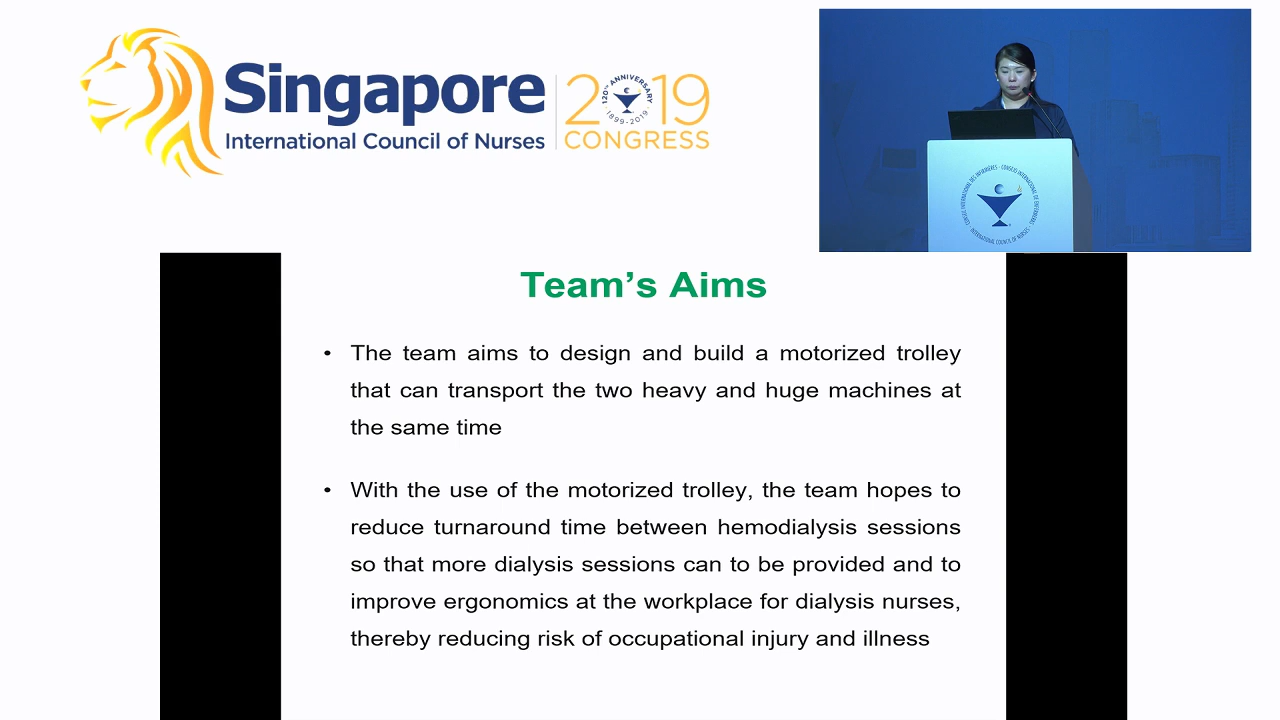 Singapore
International Council of Nurses
2019
120TH ANNIVERSARY
1899-2019
CONGRESS
Team's Aims
• The team aims to design and build a motorized trolley
that can transport the two heavy and huge machines at
the same time
• With the use of the motorized trolley, the team hopes to
reduce turnaround time between hemodialysis sessions
so that more dialysis sessions can to be provided and to
improve ergonomics at the workplace for dialysis nurses,
thereby reducing risk of occupational injury and illness
INTERNATIONAL COUNCIL OF NURSES